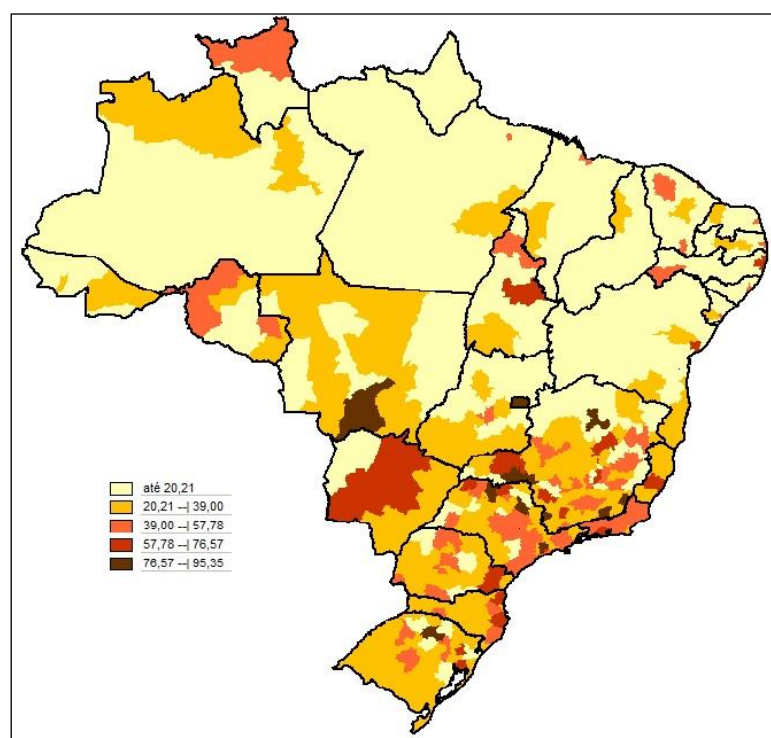 até 20,21
20,21 --| 39,00
39,00 --| 57,78
57,78 --| 76,57
76,57 --| 95,35